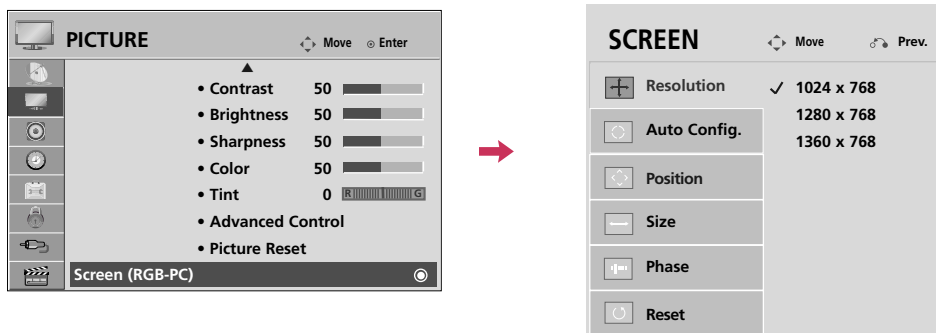 PICTURE Move Enter
• Contrast 50
• Brightness 50
• Sharpness 50
• Color 50
• Tint 0 R G
• Advanced Control
• Picture Reset
Screen (RGB-PC)
SCREEN Move Prev.
Resolution ✓ 1024 x 768
1280 x 768
Auto Config.
1360 x 768
Position
Size
Phase
Reset